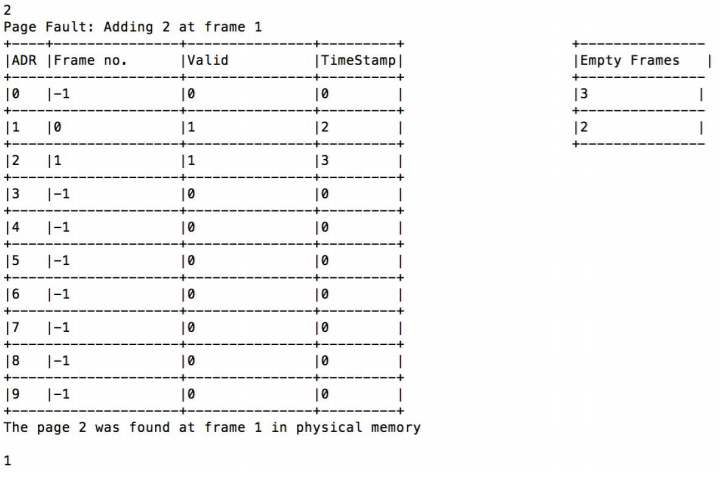 2
Page Fault: Adding 2 at frame 1
+----+---------------+---------------+---------+ +---------------
|ADR |Frame no. |Valid |TimeStamp| |Empty Frames |
+--------------------+---------------+---------+ +---------------
|0 |-1 |0 |0 | |3 |
+--------------------+---------------+---------+ +---------------
|1 |0 |1 |2 | |2 |
+--------------------+---------------+---------+ +---------------
|2 |1 |1 |3 |
+--------------------+---------------+---------+
|3 |-1 |0 |0 |
+--------------------+---------------+---------+
|4 |-1 |0 |0 |
+--------------------+---------------+---------+
|5 |-1 |0 |0 |
+--------------------+---------------+---------+
|6 |-1 |0 |0 |
+--------------------+---------------+---------+
|7 |-1 |0 |0 |
+--------------------+---------------+---------+
|8 |-1 |0 |0 |
+--------------------+---------------+---------+
|9 |-1 |0 |0 |
+--------------------+---------------+---------+
The page 2 was found at frame 1 in physical memory
1